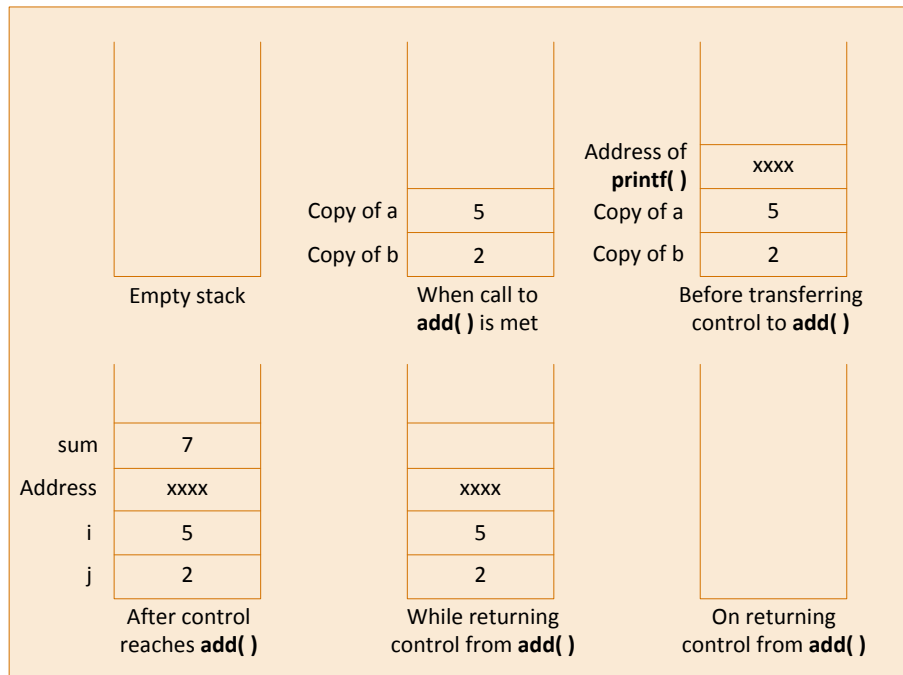 Address of
printf( )
xxxx
Copy of a
5
Copy of a
5
Copy of b
2
Copy of b
2
Empty stack
When call to
add( ) is met
Before transferring
control to add( )
sum
7
Address
xxxx
xxxx
i
5
5
j
2
2
After control
reaches add( )
While returning
control from add( )
On returning
control from add( )